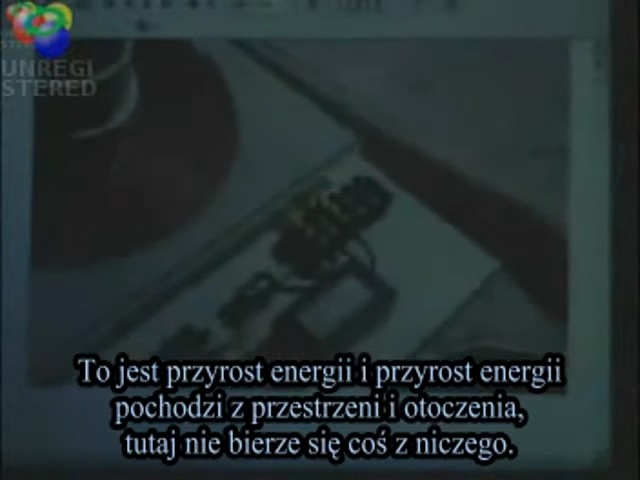 UNREGI
STERED
To jest przyrost energii i przyrost energii
pochodzi z przestrzeni i otoczenia,
tutaj nie bierze się coś z niczego.